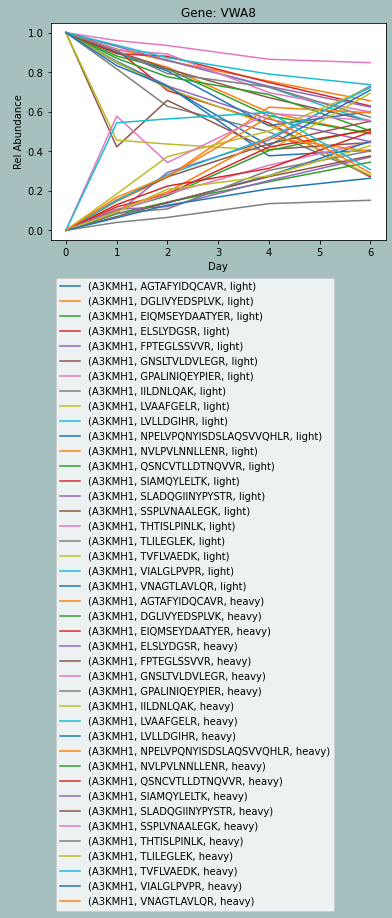 Gene: VWA8
1.0
0.8
0.6
0.4
0.2
0.0
Rel Abundance
0 1 2 3 4 5 6
Day
(A3KMH1, AGTAFYIDQCAVR, light)
(A3KMH1, DGLIVYEDSPLVK, light)
(A3KMH1, EIQMSEYDAATYER, light)
(A3KMH1, ELSLYDGSR, light)
(A3KMH1, FPTEGLSSVVR, light)
(A3KMH1, GNSLTVLDVLEGR, light)
(A3KMH1, GPALINIQEYPIER, light)
(A3KMH1, IILDNLQAK, light)
(A3KMH1, LVAAFGELR, light)
(A3KMH1, LVLLDGIHR, light)
(A3KMH1, NPELVPQNYISDSLAQSVVQHLR, light)
(A3KMH1, NVLPVLNNLLENR, light)
(A3KMH1, QSNCVTLLDTNQVVR, light)
(A3KMH1, SIAMQYLELTK, light)
(A3KMH1, SLADQGIINYPYSTR, light)
(A3KMH1, SSPLVNAALEGK, light)
(A3KMH1, THTISLPINLK, light)
(A3KMH1, TLILEGLEK, light)
(A3KMH1, TVFLVAEDK, light)
(A3KMH1, VIALGLPVPR, light)
(A3KMH1, VNAGTLAVLQR, light)
(A3KMH1, AGTAFYIDQCAVR, heavy)
(A3KMH1, DGLIVYEDSPLVK, heavy)
(A3KMH1, EIQMSEYDAATYER, heavy)
(A3KMH1, ELSLYDGSR, heavy)
(A3KMH1, FPTEGLSSVVR, heavy)
(A3KMH1, GNSLTVLDVLEGR, heavy)
(A3KMH1, GPALINIQEYPIER, heavy)
(A3KMH1, IILDNLQAK, heavy)
(A3KMH1, LVAAFGELR, heavy)
(A3KMH1, LVLLDGIHR, heavy)
(A3KMH1, NPELVPQNYISDSLAQSVVQHLR, heavy)
(A3KMH1, NVLPVLNNLLENR, heavy)
(A3KMH1, QSNCVTLLDTNQVVR, heavy)
(A3KMH1, SIAMQYLELTK, heavy)
(A3KMH1, SLADQGIINYPYSTR, heavy)
(A3KMH1, SSPLVNAALEGK, heavy)
(A3KMH1, THTISLPINLK, heavy)
(A3KMH1, TLILEGLEK, heavy)
(A3KMH1, TVFLVAEDK, heavy)
(A3KMH1, VIALGLPVPR, heavy)
(A3KMH1, VNAGTLAVLQR, heavy)